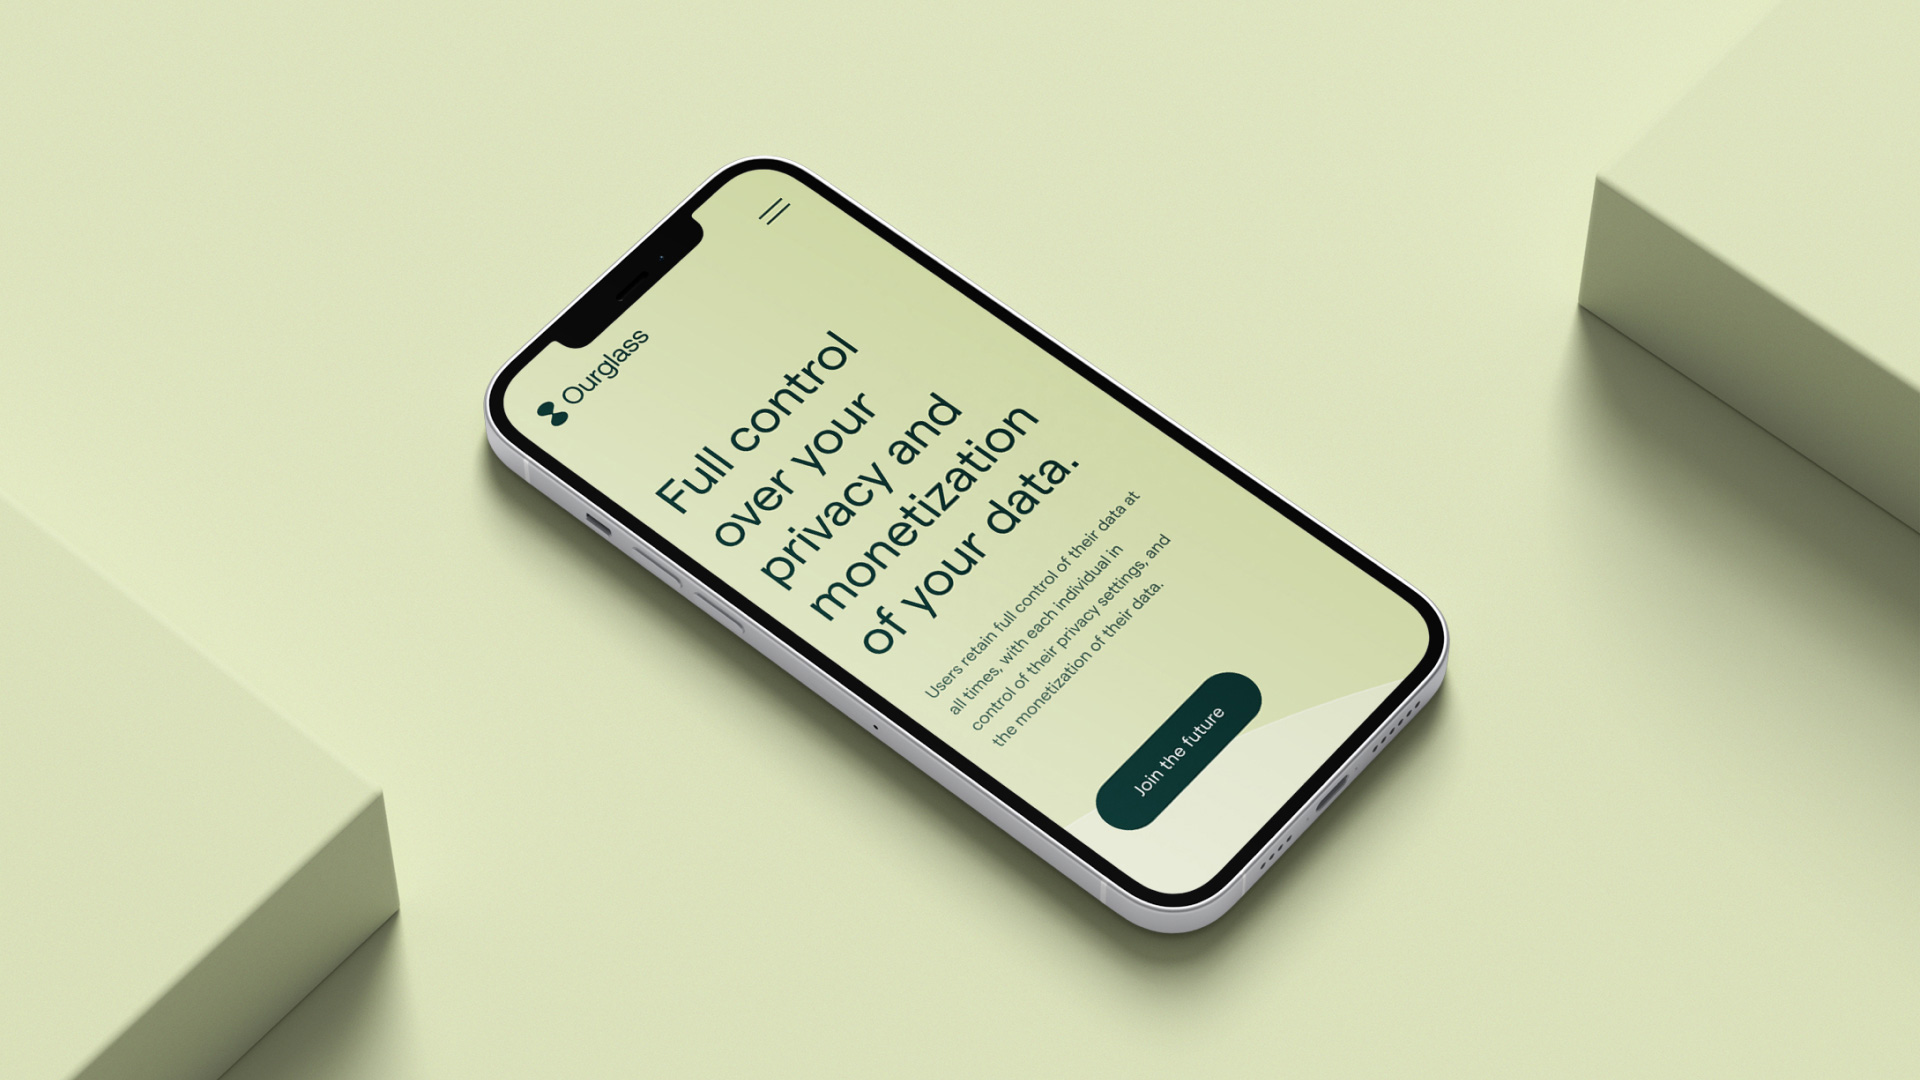 Ourglass
Full control
over your
privacy and
monetization
of your data.
Users retain full control of their data at
all times, with each individual in
control of their privacy settings, and
the monetization of their data.
Join the future